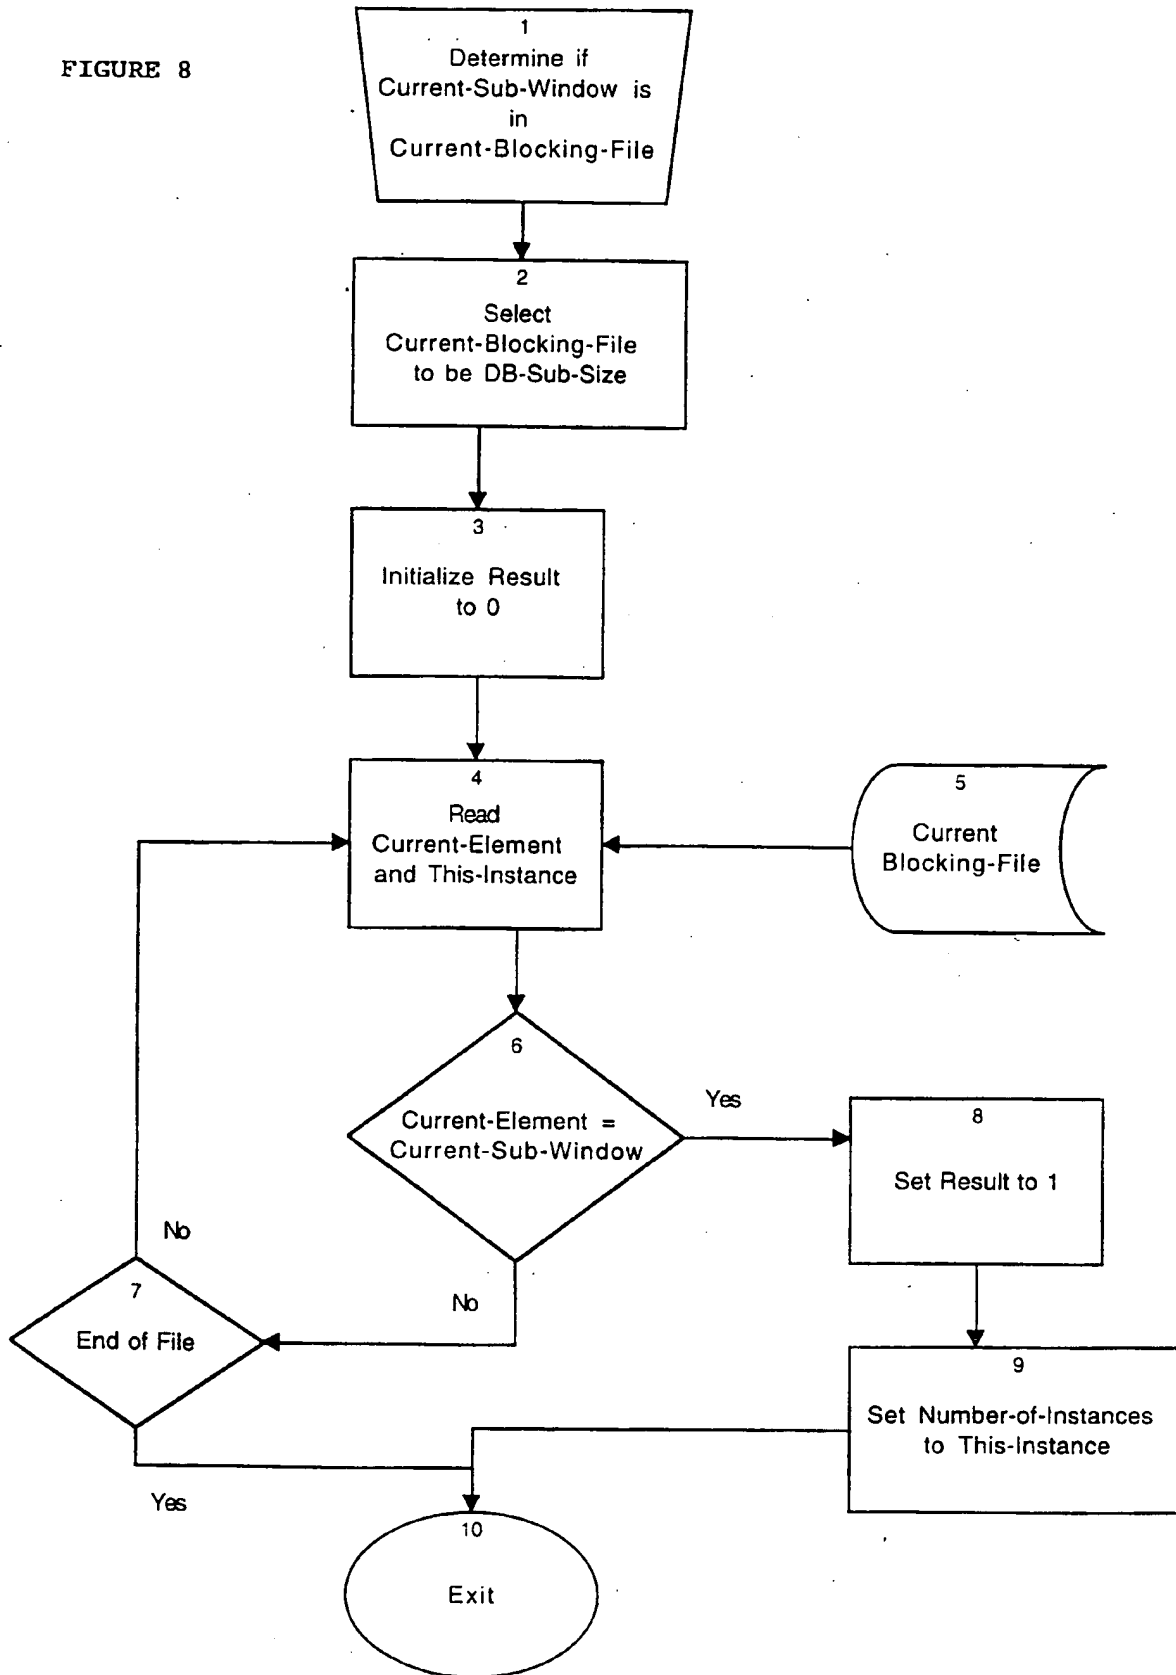 FIGURE 8
1
Determine if
Current-Sub-Window is
in
Current-Blocking-File
2
Select
Current-Blocking-File
to be DB-Sub-Size
3
Initialize Result
to 0
4
Read
Current-Element
and This-Instance
5
Current
Blocking-File
6
Current-Element =
Current-Sub-Window
Yes
No
7
End of File
No
Yes
8
Set Result to 1
9
Set Number-of-Instances
to This-Instance
10
Exit